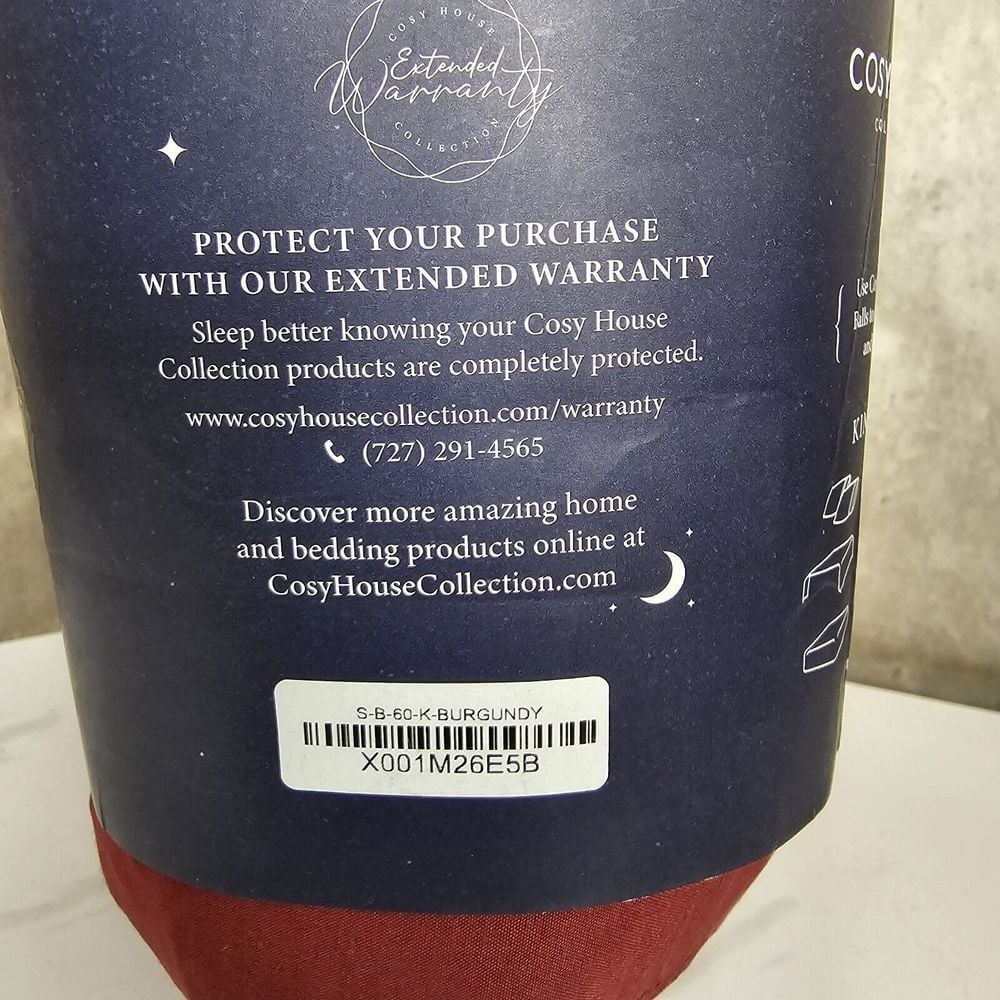 COSY HOUSE
Extended
Warranty
COLLECTION
PROTECT YOUR PURCHASE
WITH OUR EXTENDED WARRANTY
Sleep better knowing your Cosy House
Collection products are completely protected.
www.cosyhousecollection.com/warranty
(727) 291-4565
Discover more amazing home
and bedding products online at
CosyHouseCollection.com
S-B-60-K-BURGUNDY
X001M26E5B
COSY
Use
Balls